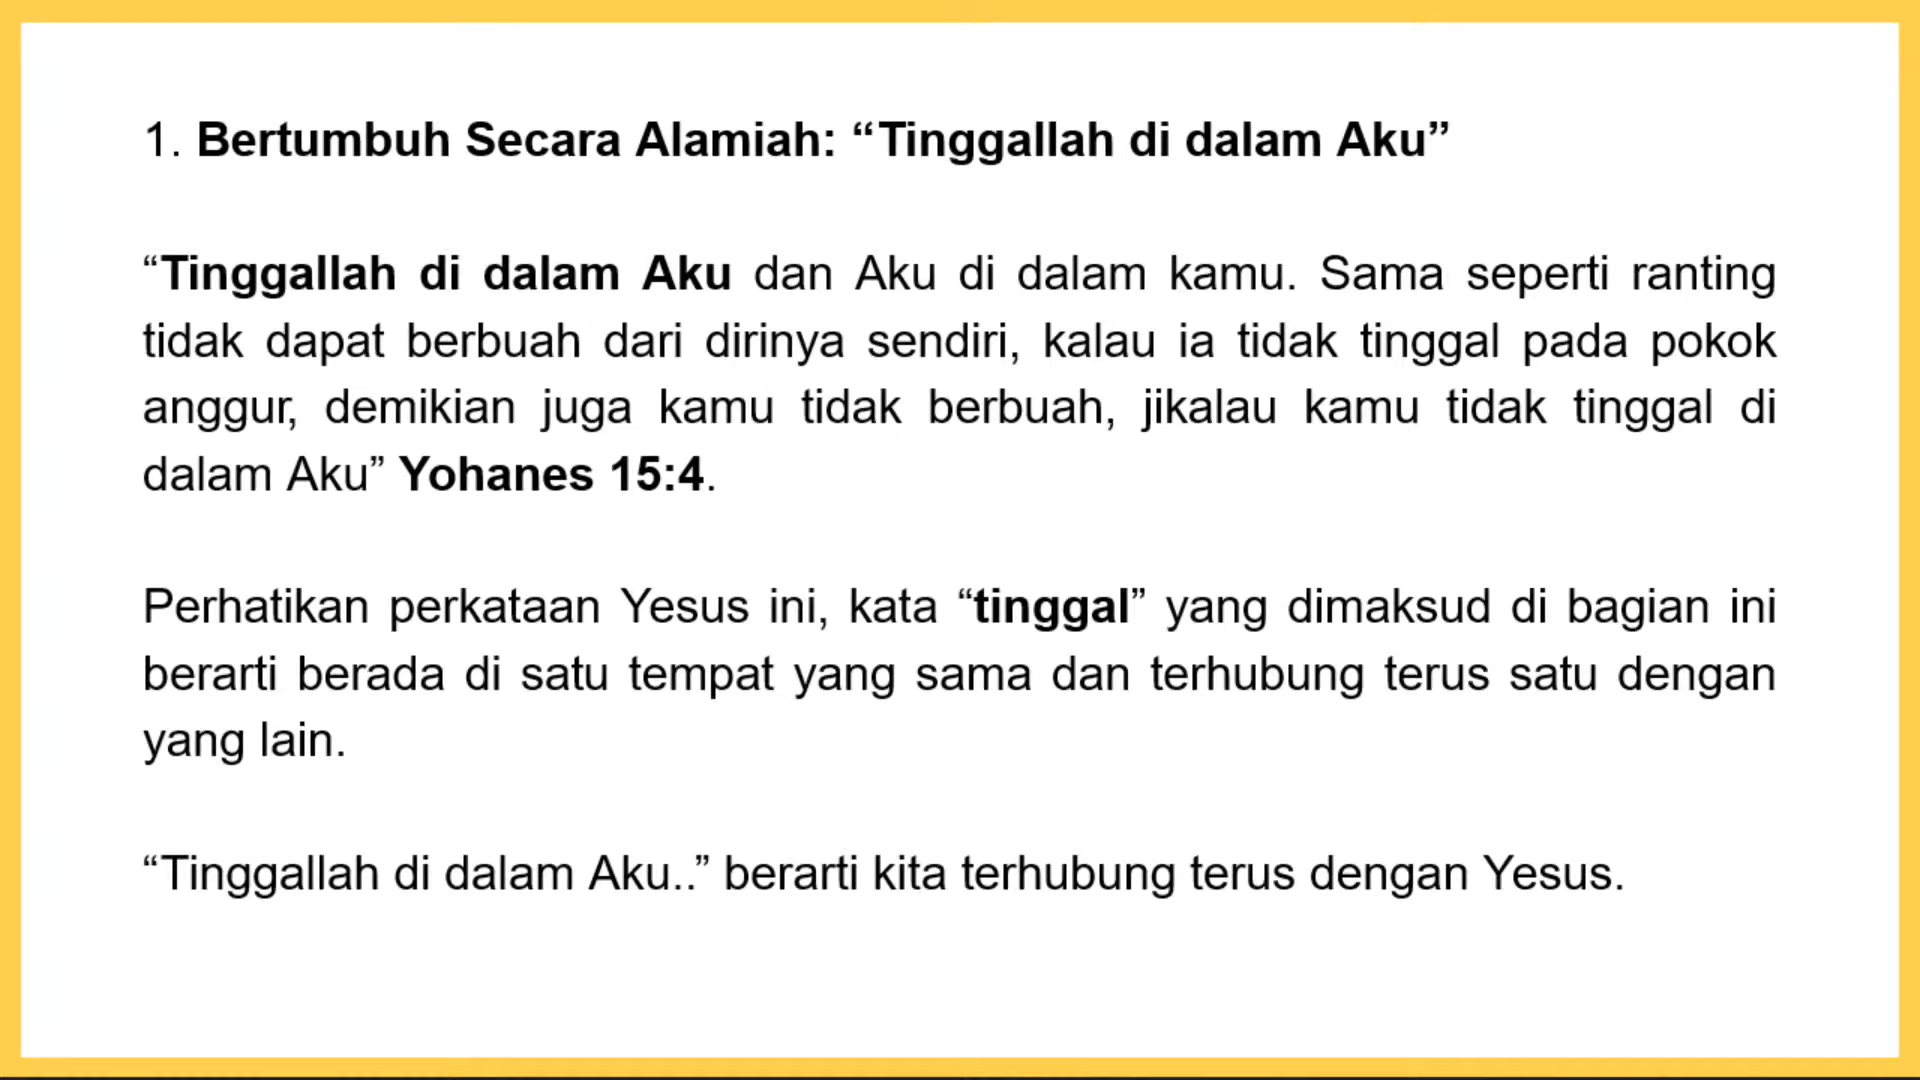 1. Bertumbuh Secara Alamiah: “Tinggallah di dalam Aku”
“Tinggallah di dalam Aku dan Aku di dalam kamu. Sama seperti ranting
tidak dapat berbuah dari dirinya sendiri, kalau ia tidak tinggal pada pokok
anggur, demikian juga kamu tidak berbuah, jikalau kamu tidak tinggal di
dalam Aku” Yohanes 15:4.
Perhatikan perkataan Yesus ini, kata “tinggal” yang dimaksud di bagian ini
berarti berada di satu tempat yang sama dan terhubung terus satu dengan
yang lain.
“Tinggallah di dalam Aku..” berarti kita terhubung terus dengan Yesus.